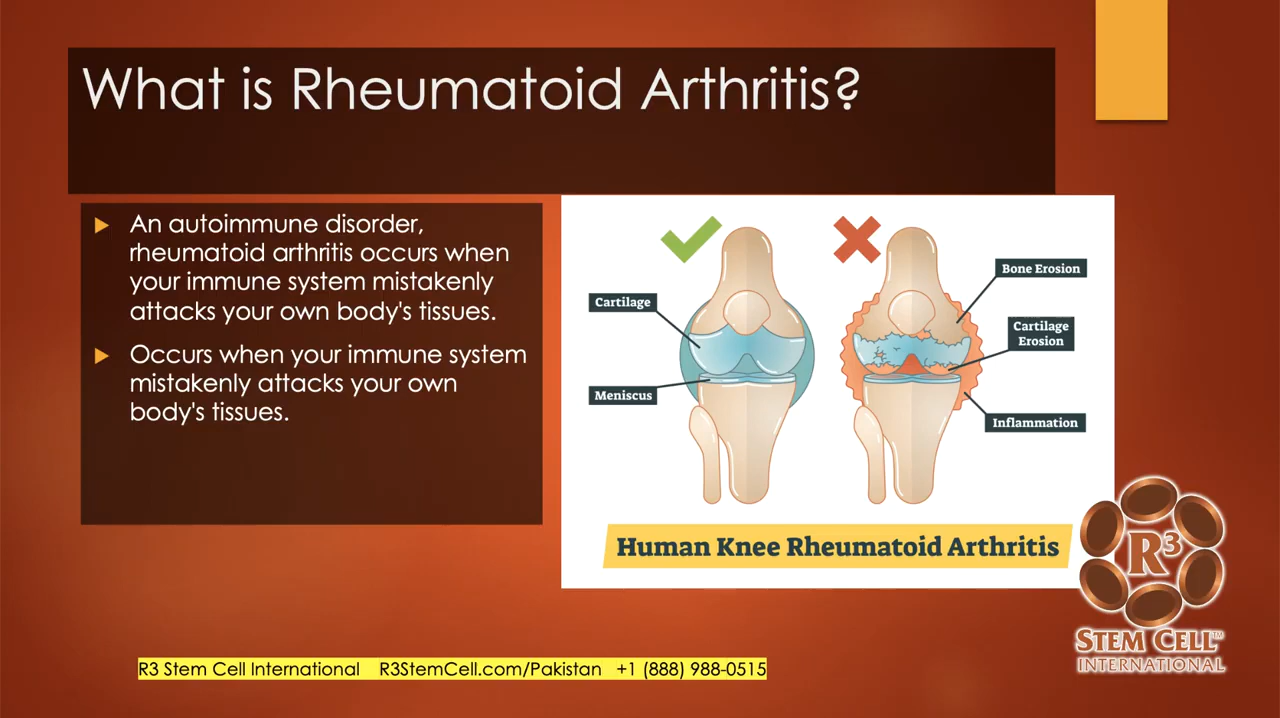 What is Rheumatoid Arthritis?
An autoimmune disorder,
rheumatoid arthritis occurs when
your immune system mistakenly
attacks your own body's tissues.
Occurs when your immune system
mistakenly attacks your own
body's tissues.
Cartilage
Meniscus
Bone Erosion
Cartilage
Erosion
Inflammation
Human Knee Rheumatoid Arthritis
R3
STEM CELL™
INTERNATIONAL
R3 Stem Cell International R3StemCell.com/Pakistan +1 (888) 988-0515